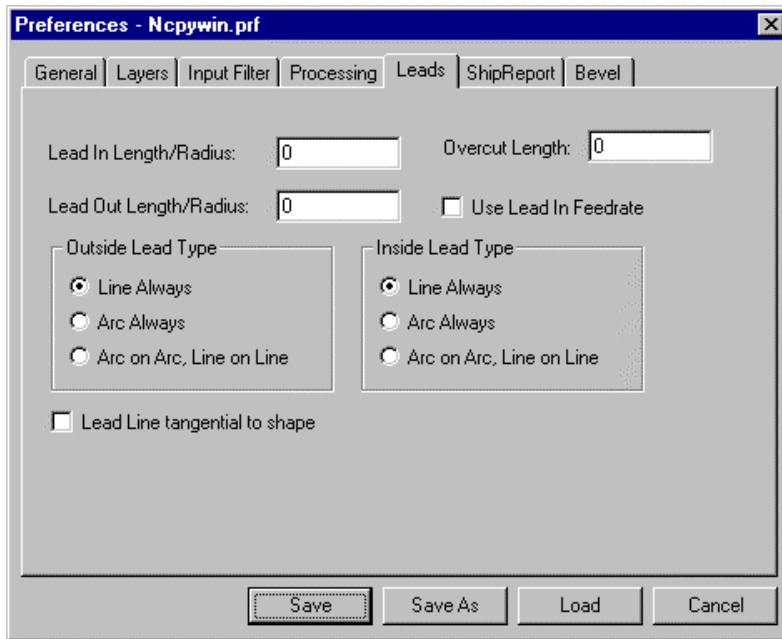 Preferences - Ncpywin.prf
General Layers Input Filter Processing Leads ShipReport Bevel
Lead In Length/Radius: 0 Overcut Length: 0
Lead Out Length/Radius: 0 Use Lead In Feedrate
Outside Lead Type Inside Lead Type
Line Always Line Always
Arc Always Arc Always
Arc on Arc, Line on Line Arc on Arc, Line on Line
Lead Line tangential to shape
Save Save As Load Cancel